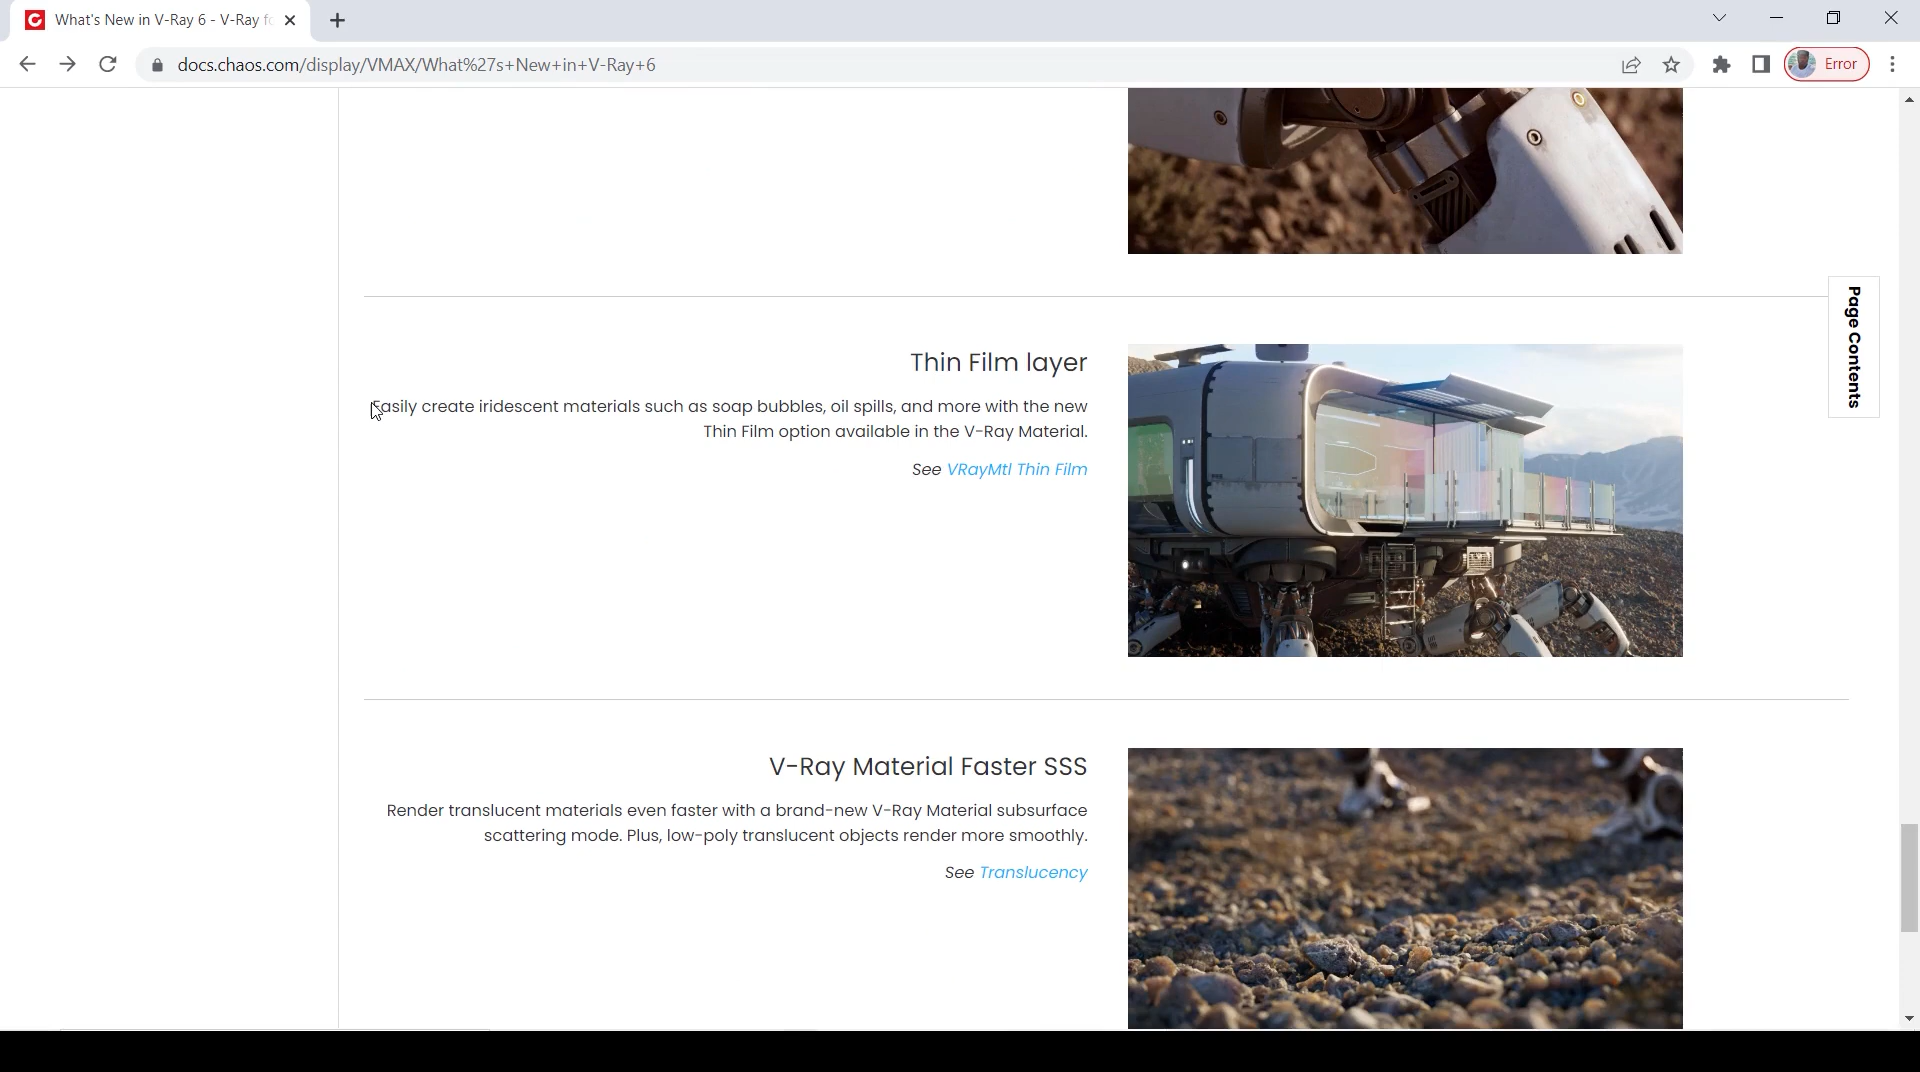 What's New in V-Ray 6 - V-Ray fo
docs.chaos.com/display/VMAX/What%27s+New+in+V-Ray+6
Error
Page Contents
Thin Film layer
Easily create iridescent materials such as soap bubbles, oil spills, and more with the new
Thin Film option available in the V-Ray Material.
See VRayMtl Thin Film
V-Ray Material Faster SSS
Render translucent materials even faster with a brand-new V-Ray Material subsurface
scattering mode. Plus, low-poly translucent objects render more smoothly.
See Translucency